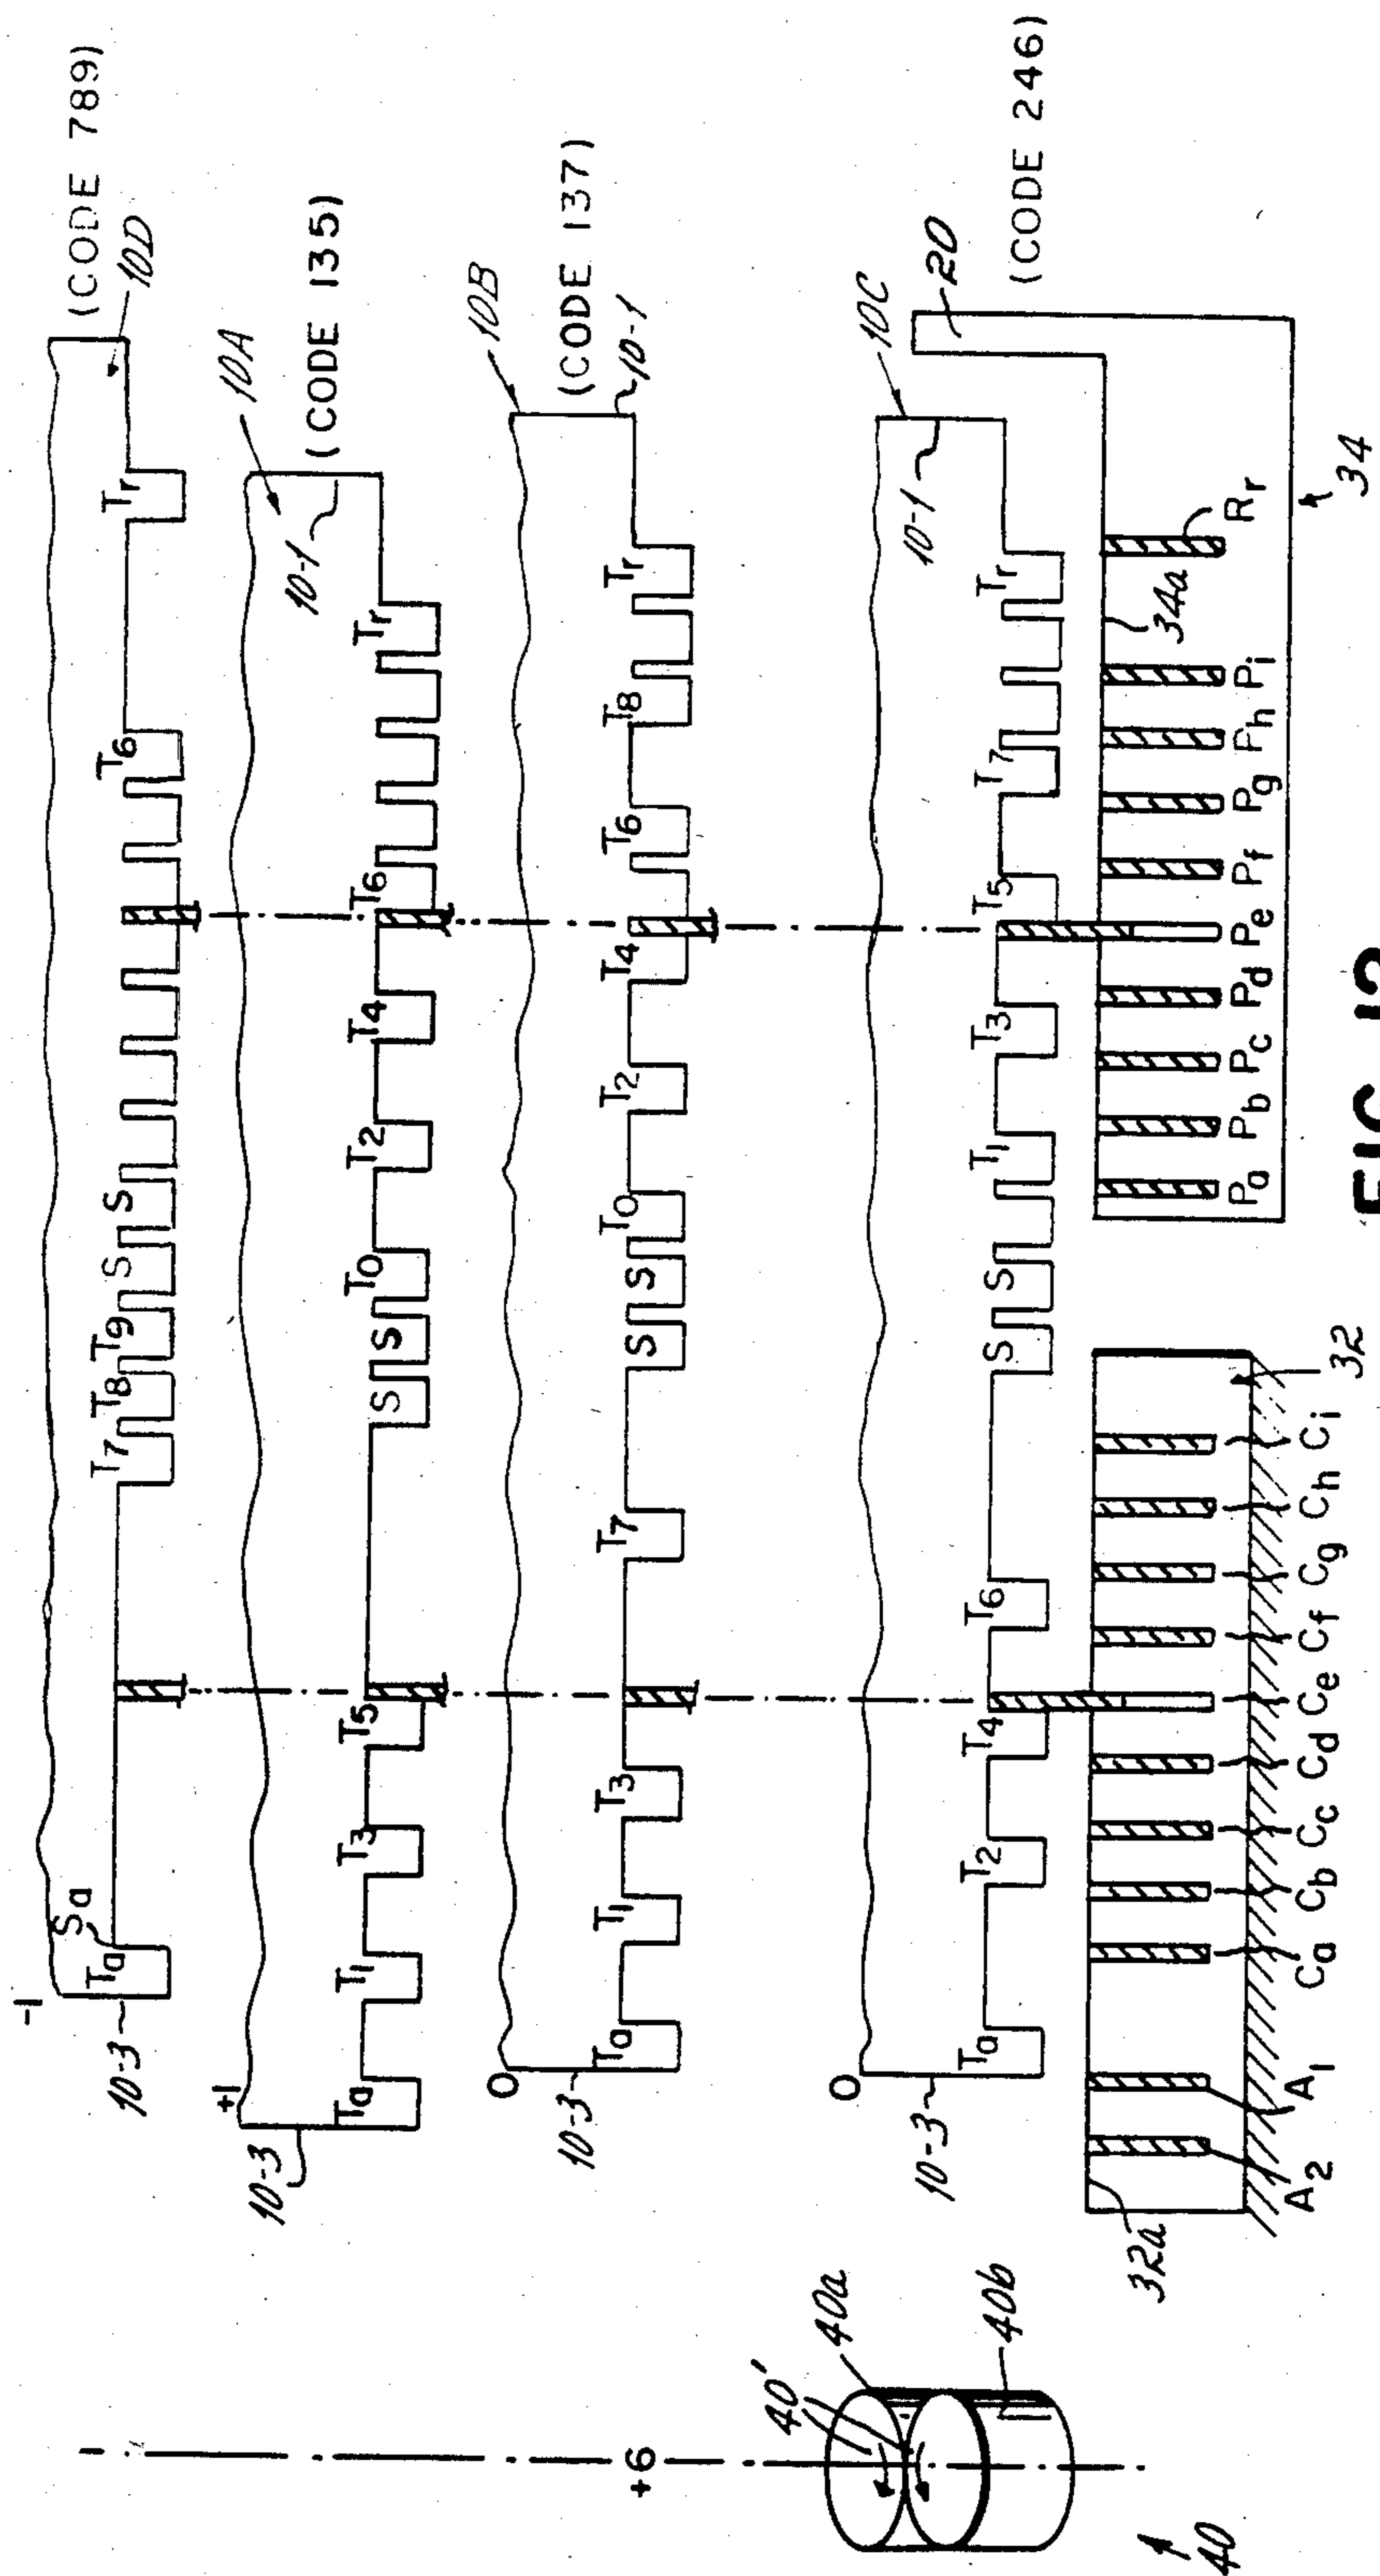 -1
(CODE 789)
10D
10-3
Ta
Sa
T7
T8
T9
S
S
T6
Tr
+1
10A
(CODE 135)
10-3
Ta
T1
T3
T5
S
S
T0
T2
T4
T6
Tr
10-1
0
10B
(CODE 137)
10-3
Ta
T1
T3
T7
S
S
T0
T2
T4
T6
T8
Tr
10-1
0
10C
(CODE 246)
10-3
Ta
T2
T4
T6
S
S
T1
T3
T5
T7
Tr
10-1
20
32a
A2
A1
Ca
Cb
Cc
Cd
Ce
Cf
Cg
Ch
Ci
32
Pa
Pb
Pc
Pd
Pe
Pf
Pg
Ph
Pi
34a
Rr
34
+6
40'
40a
40b
40
FIG. 12